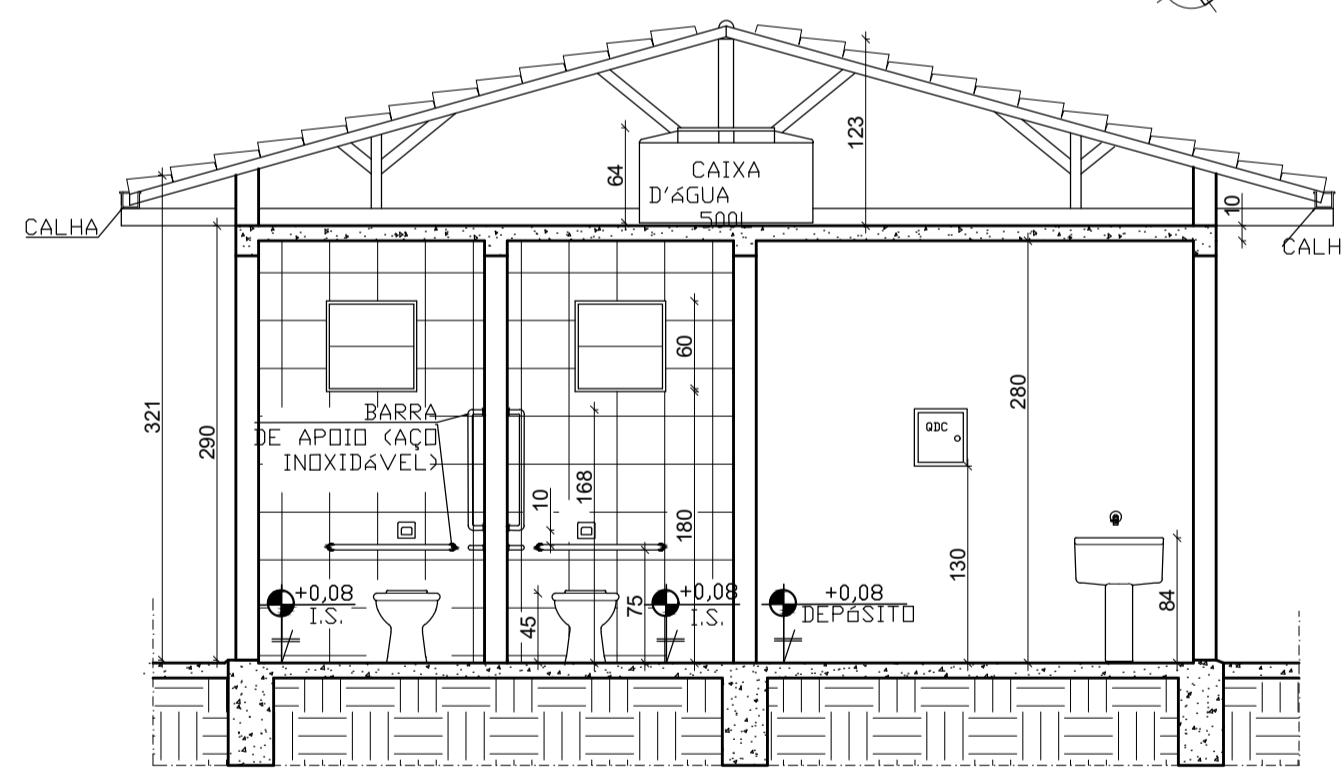 123
CAIXA
D'ÁGUA
500L
64
10
CALHA
CALH
321
290
60
280
QDC
BARRA
DE APOIO (AÇO
INOXIDÁVEL)
168
10
180
130
+0,08
I.S.
45
75
+0,08
I.S.
+0,08
DEPÓSITO
84